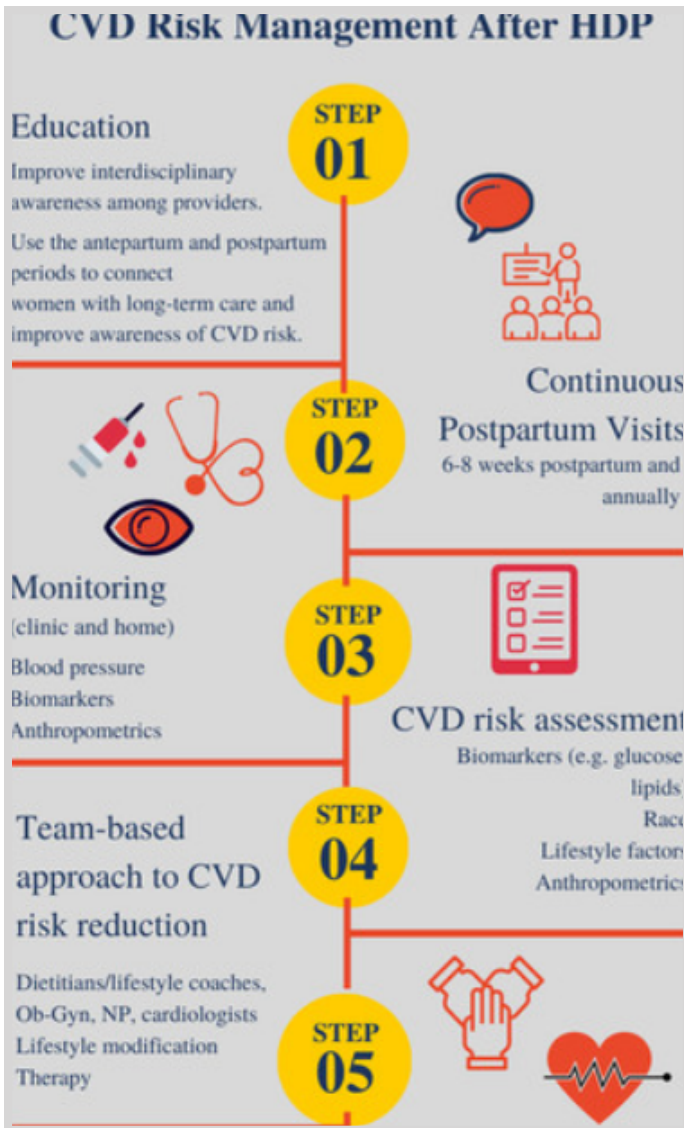 CVD Risk Management After HDP
STEP
01
Education
Improve interdisciplinary
awareness among providers.
Use the antepartum and postpartum
periods to connect
women with long-term care and
improve awareness of CVD risk.
STEP
02
Continuous
Postpartum Visits
6-8 weeks postpartum and
annually
STEP
03
Monitoring
(clinic and home)
Blood pressure
Biomarkers
Anthropometrics
STEP
04
CVD risk assessment
Biomarkers (e.g. glucose
lipids)
Race
Lifestyle factors
Anthropometrics
STEP
05
Team-based
approach to CVD
risk reduction
Dietitians/lifestyle coaches,
Ob-Gyn, NP, cardiologists
Lifestyle modification
Therapy